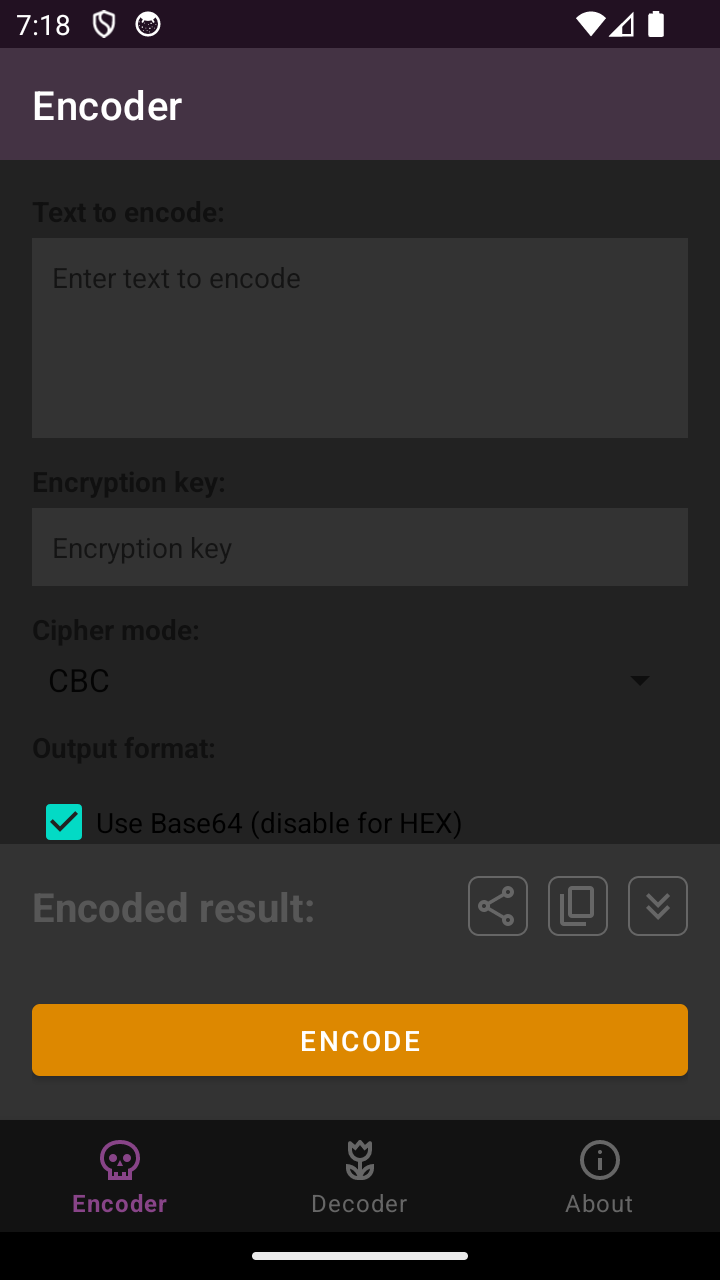 7:18
Encoder
Text to encode:
Enter text to encode
Encryption key:
Encryption key
Cipher mode:
CBC
Output format:
Use Base64 (disable for HEX)
Encoded result:
ENCODE
Encoder
Decoder
About